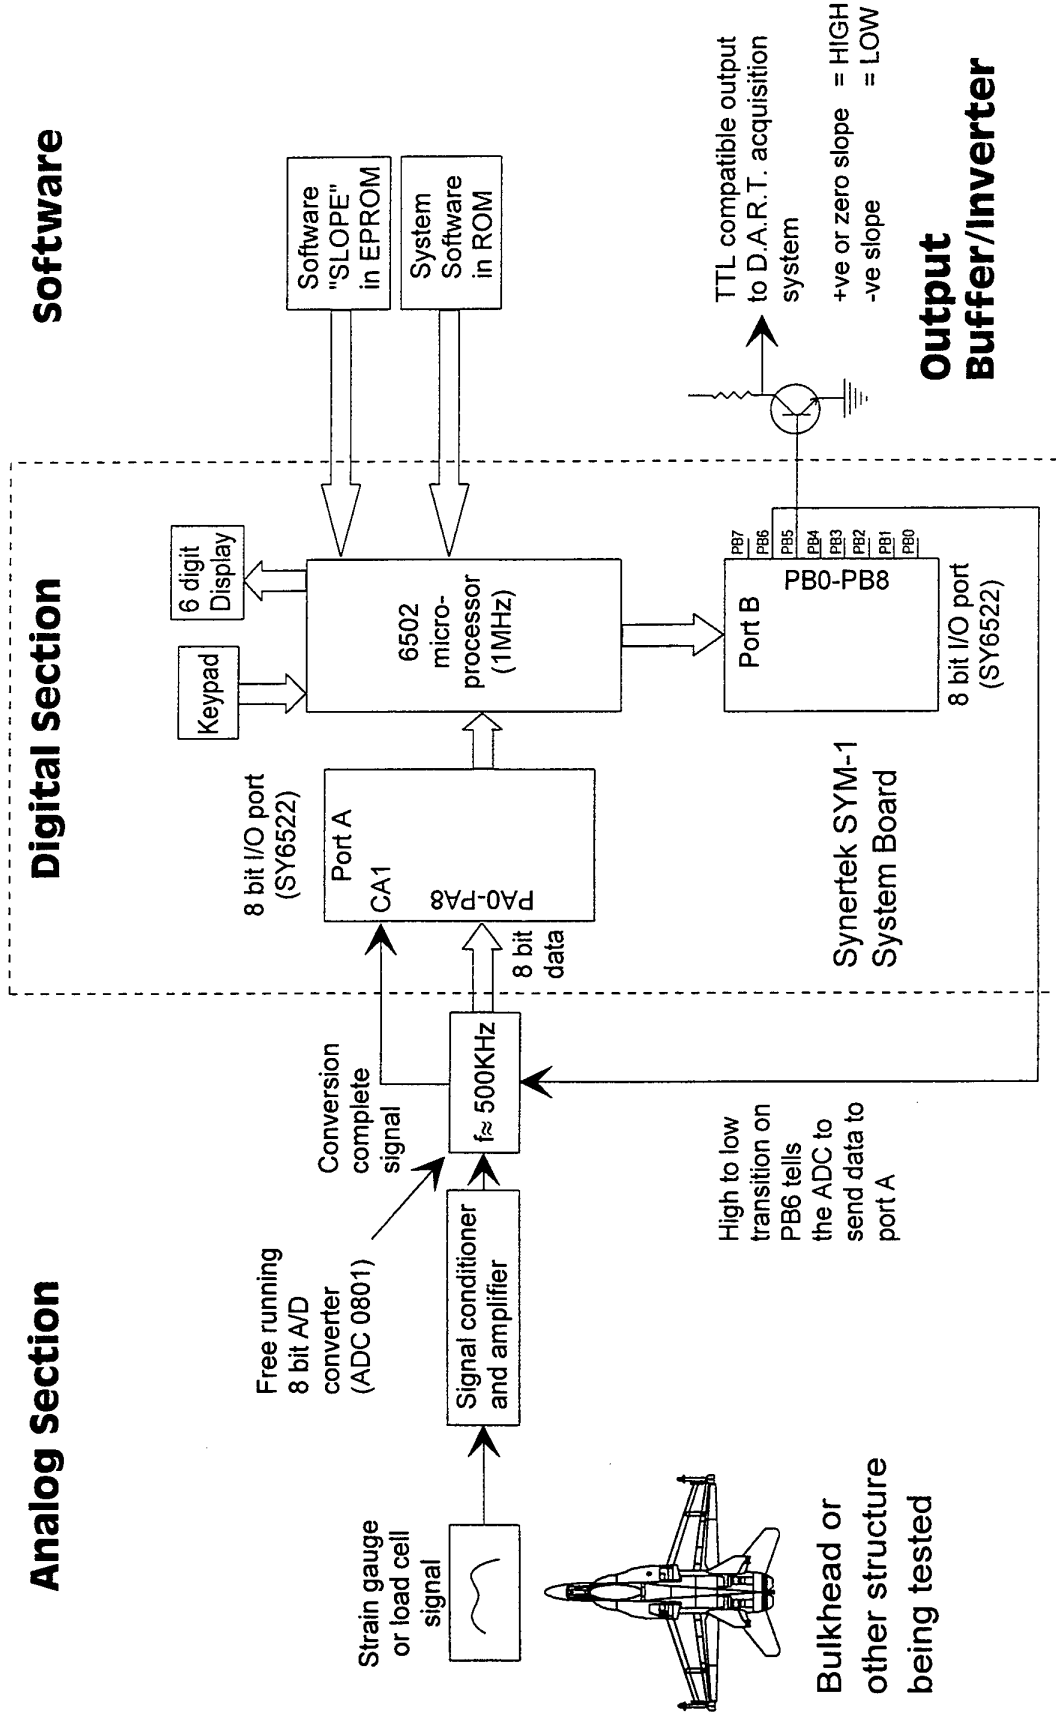 Analog Section
Digital Section
Software
Strain gauge
or load cell
signal
Bulkhead or
other structure
being tested
Signal conditioner
and amplifier
Free running
8 bit A/D
converter
(ADC 0801)
f≈ 500KHz
Conversion
complete
signal
High to low
transition on
PB6 tells
the ADC to
send data to
port A
8 bit
data
8 bit I/O port
(SY6522)
Port A
CA1
PA0-PA8
Keypad
6 digit
Display
6502
micro-
processor
(1MHz)
Synertek SYM-1
System Board
Port B
PB0-PB8
8 bit I/O port
(SY6522)
PB7
PB6
PB5
PB4
PB3
PB2
PB1
PB0
Software
"SLOPE"
in EPROM
System
Software
in ROM
TTL compatible output
to D.A.R.T. acquisition
system
+ve or zero slope = HIGH
-ve slope = LOW
Output
Buffer/Inverter